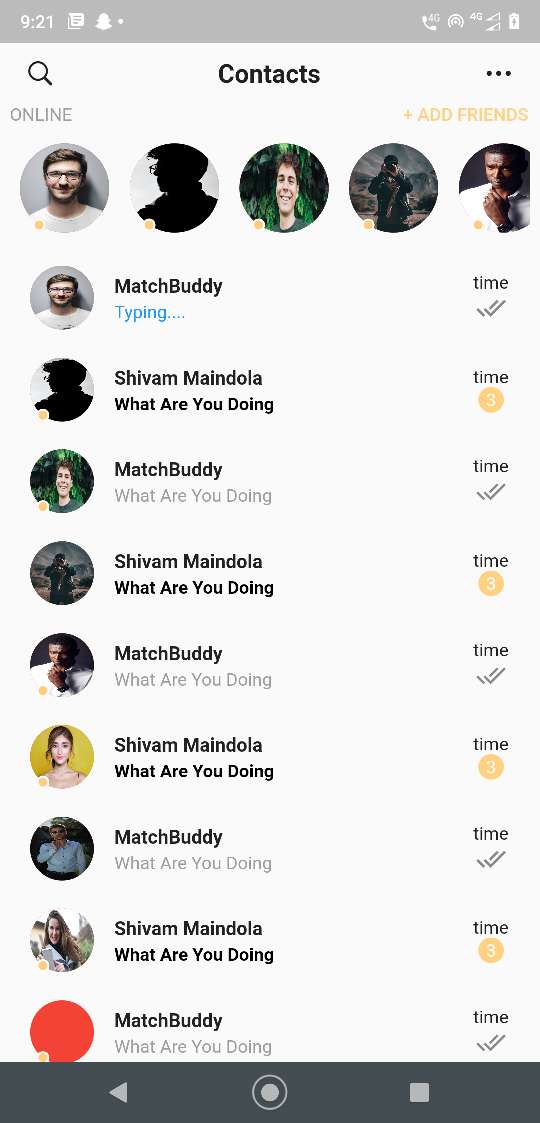 9:21
4G
4G
Contacts
ONLINE
+ ADD FRIENDS
MatchBuddy
time
Typing....
Shivam Maindola
time
What Are You Doing
3
MatchBuddy
time
What Are You Doing
Shivam Maindola
time
What Are You Doing
3
MatchBuddy
time
What Are You Doing
Shivam Maindola
time
What Are You Doing
3
MatchBuddy
time
What Are You Doing
Shivam Maindola
time
What Are You Doing
3
MatchBuddy
time
What Are You Doing